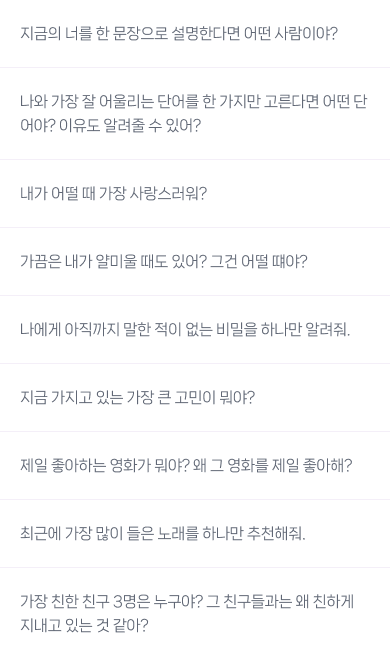 지금의 너를 한 문장으로 설명한다면 어떤 사람이야?
나와 가장 잘 어울리는 단어를 한 가지만 고른다면 어떤 단
어야? 이유도 알려줄 수 있어?
내가 어떨 때 가장 사랑스러워?
가끔은 내가 얄미울 때도 있어? 그건 어떨 떄야?
나에게 아직까지 말한 적이 없는 비밀을 하나만 알려줘.
지금 가지고 있는 가장 큰 고민이 뭐야?
제일 좋아하는 영화가 뭐야? 왜 그 영화를 제일 좋아해?
최근에 가장 많이 들은 노래를 하나만 추천해줘.
가장 친한 친구 3명은 누구야? 그 친구들과는 왜 친하게
지내고 있는 것 같아?